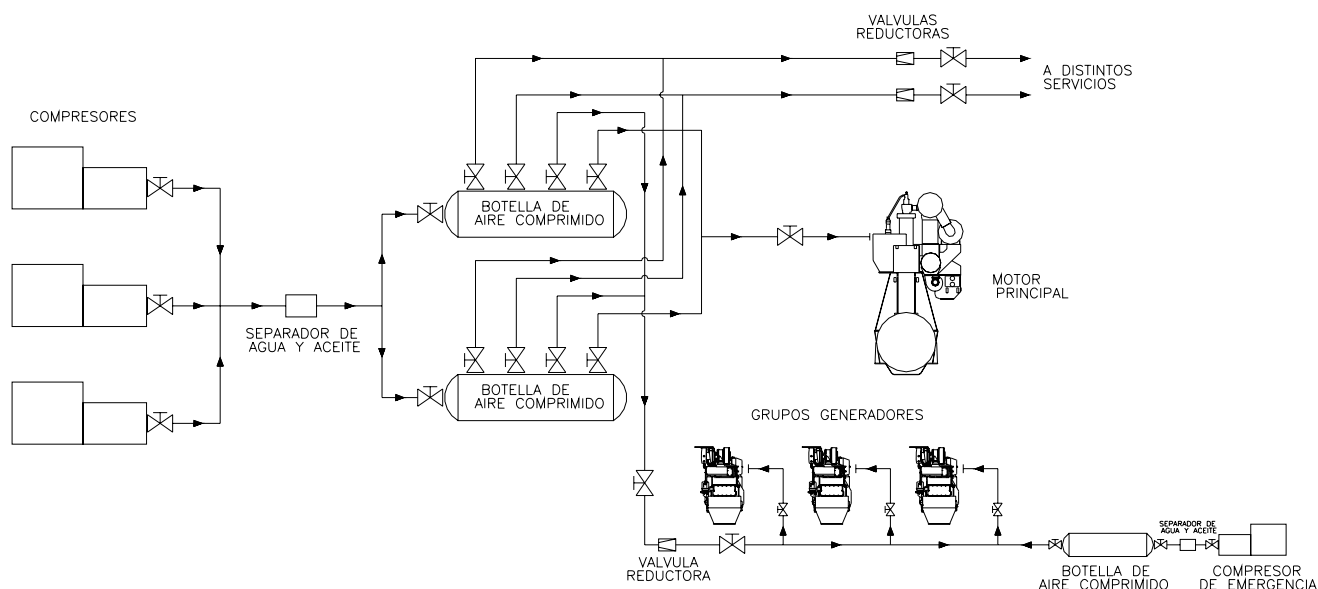 VALVULAS
REDUCTORAS
A DISTINTOS
SERVICIOS
COMPRESORES
BOTELLA DE
AIRE COMPRIMIDO
MOTOR
PRINCIPAL
SEPARADOR DE
AGUA Y ACEITE
BOTELLA DE
AIRE COMPRIMIDO
GRUPOS GENERADORES
SEPARADOR DE
AGUA Y ACEITE
VALVULA
REDUCTORA
BOTELLA DE
AIRE COMPRIMIDO
COMPRESOR
DE EMERGENCIA